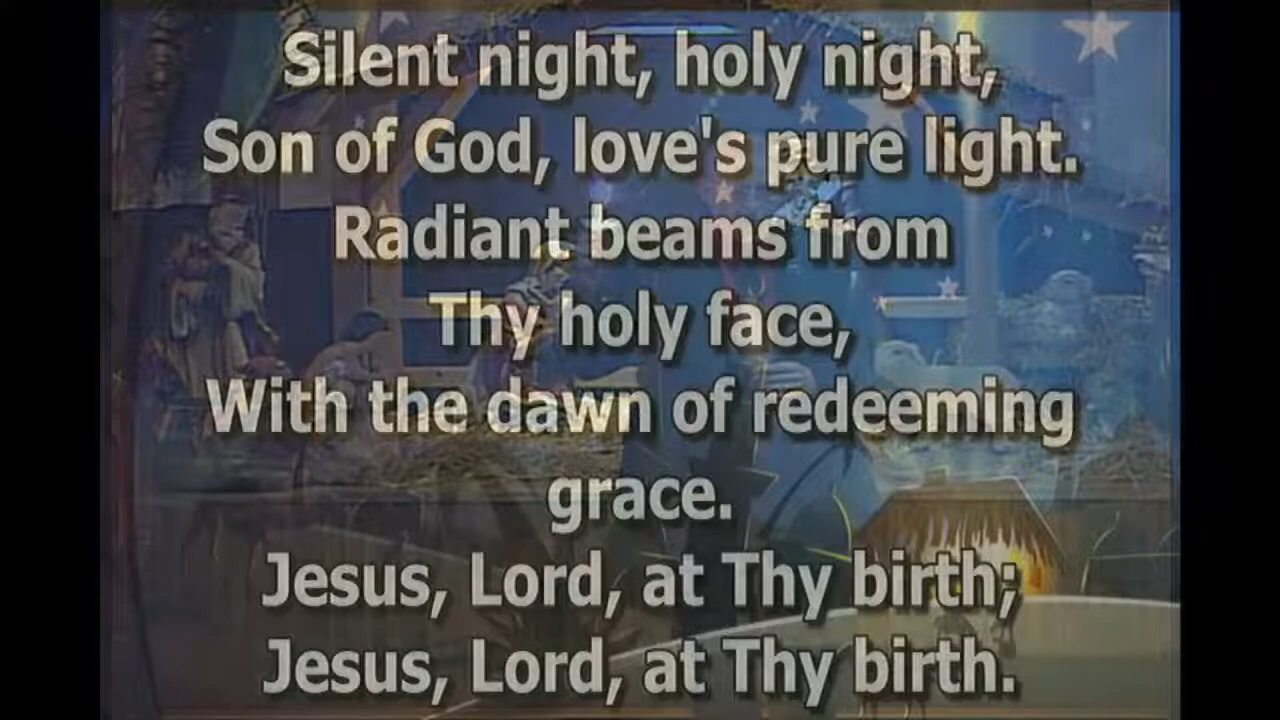 Silent night, holy night,
Son of God, love's pure light.
Radiant beams from
Thy holy face,
With the dawn of redeeming
grace.
Jesus, Lord, at Thy birth;
Jesus, Lord, at Thy birth.